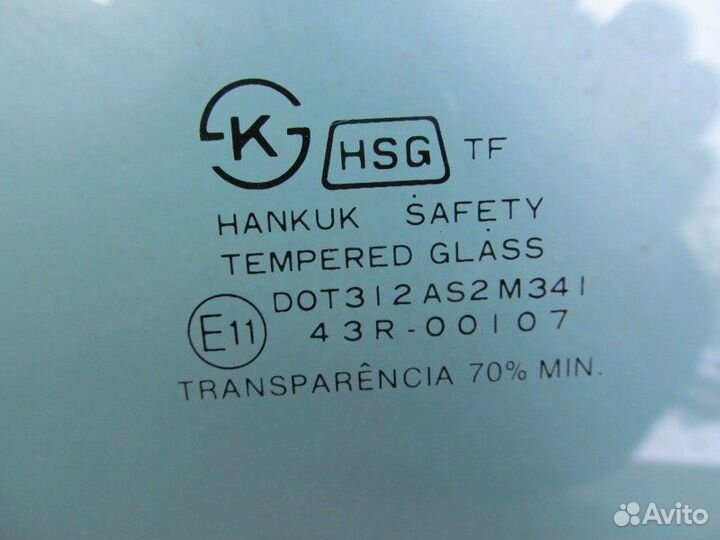 K HSG TF
HANKUK SAFETY
TEMPERED GLASS
DOT312AS2M341
E11 43R-00107
TRANSPARÊNCIA 70% MIN.
Avito